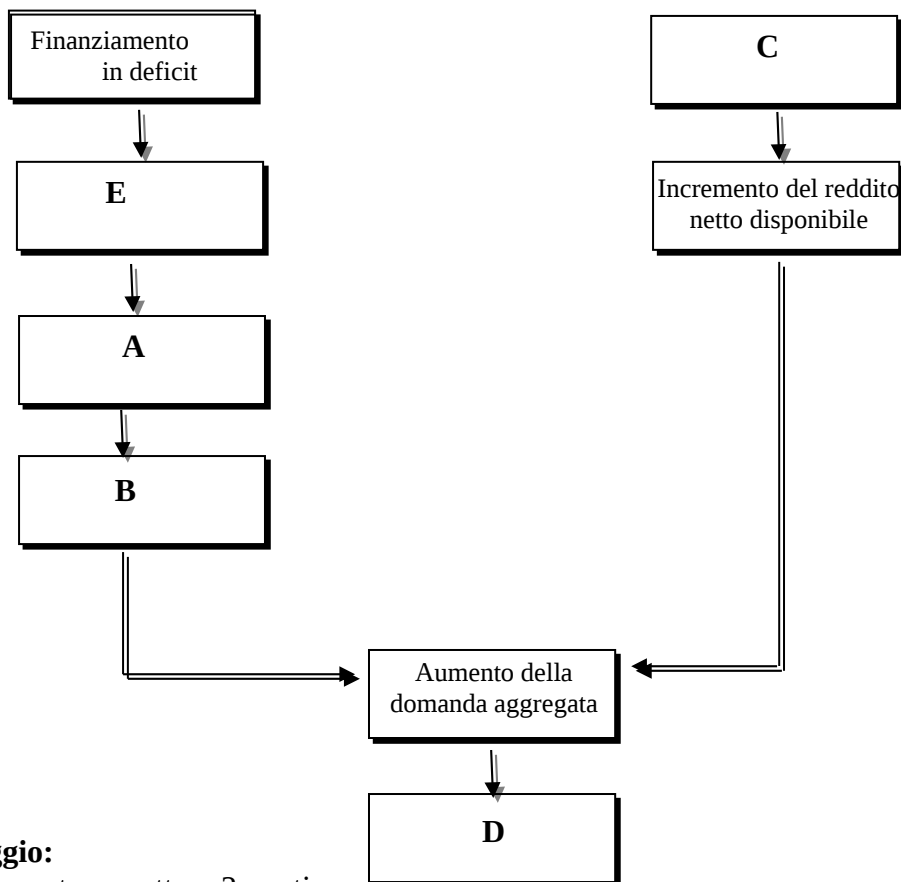 Finanziamento
in deficit
C
E
Incremento del reddito
netto disponibile
A
B
Aumento della
domanda aggregata
D